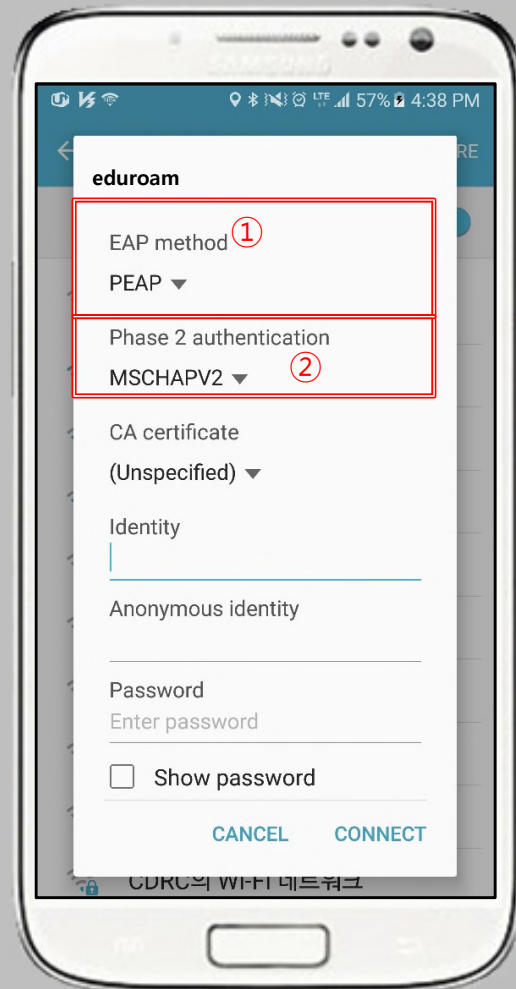 LTE 57% 4:38 PM
RE
eduroam
EAP method ①
PEAP
Phase 2 authentication
MSCHAPV2 ②
CA certificate
(Unspecified)
Identity
Anonymous identity
Password
Enter password
Show password
CANCEL CONNECT
CDRC의 WI-FI 네트워크